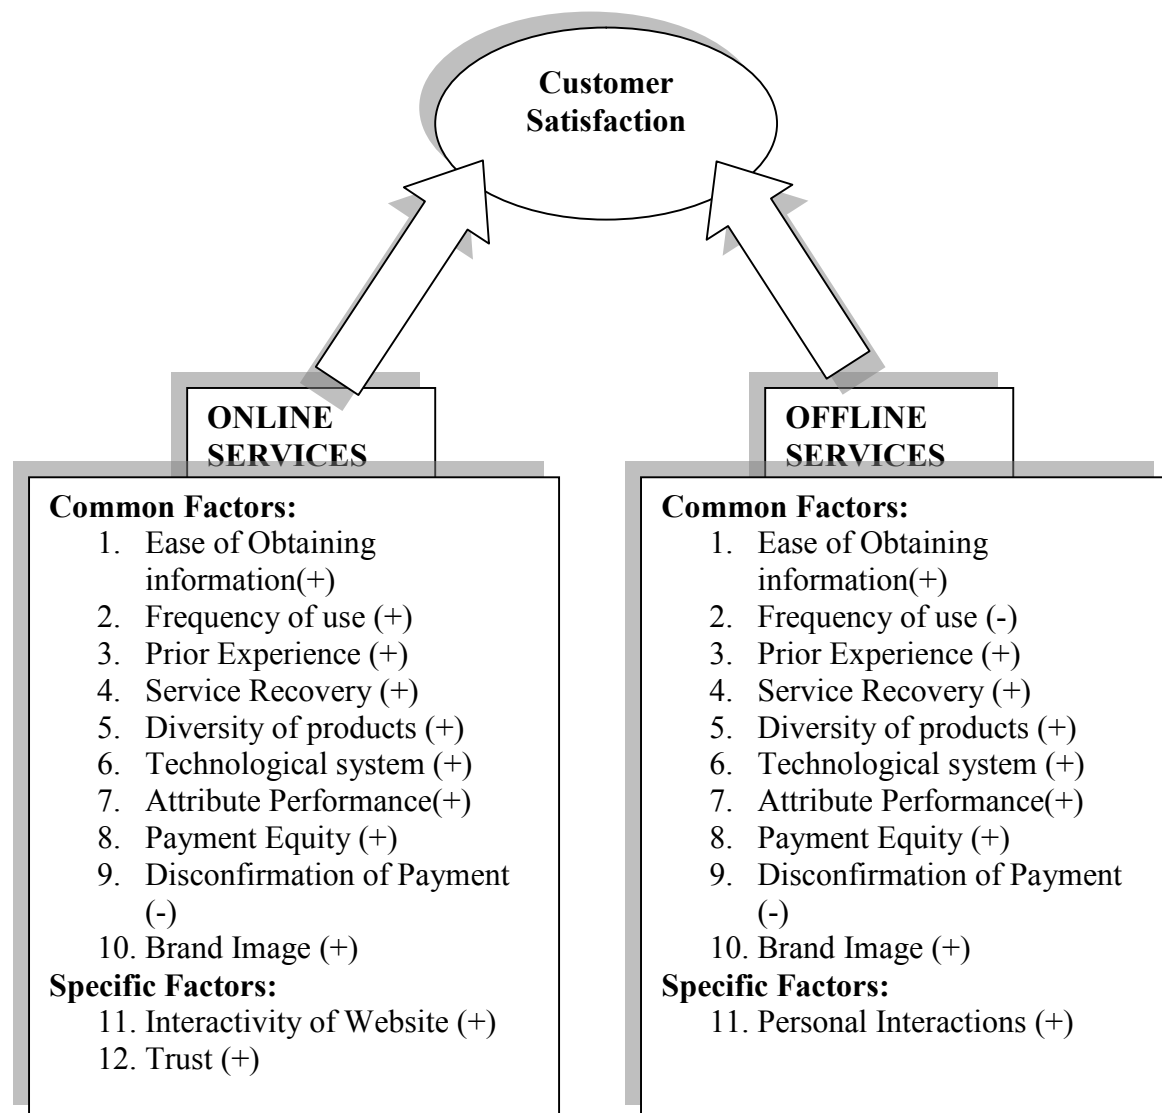 Customer
Satisfaction
ONLINE
SERVICES
Common Factors:
1. Ease of Obtaining
information(+)
2. Frequency of use (+)
3. Prior Experience (+)
4. Service Recovery (+)
5. Diversity of products (+)
6. Technological system (+)
7. Attribute Performance(+)
8. Payment Equity (+)
9. Disconfirmation of Payment
(-)
10. Brand Image (+)
Specific Factors:
11. Interactivity of Website (+)
12. Trust (+)
OFFLINE
SERVICES
Common Factors:
1. Ease of Obtaining
information(+)
2. Frequency of use (-)
3. Prior Experience (+)
4. Service Recovery (+)
5. Diversity of products (+)
6. Technological system (+)
7. Attribute Performance(+)
8. Payment Equity (+)
9. Disconfirmation of Payment
(-)
10. Brand Image (+)
Specific Factors:
11. Personal Interactions (+)